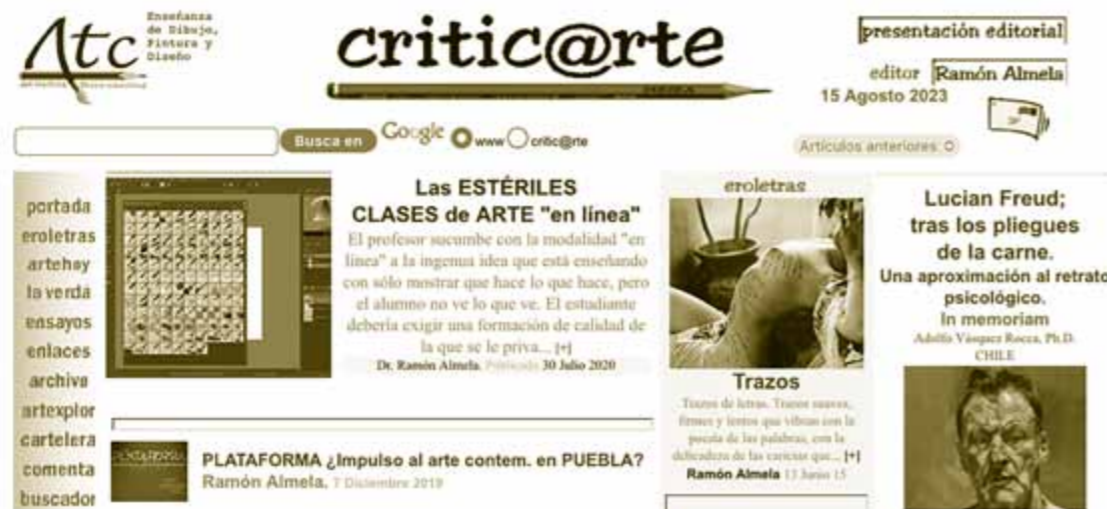 Atc
Enseñanza
de Dibujo,
Pintura y
Diseño
critic@rte
presentación editorial
editor Ramón Almela
15 Agosto 2023
Busca en Google www critic@rte
Artículos anteriores
portada
eroletras
artehoy
la verdá
ensayos
enlaces
archivo
artexplor
cartelera
comenta
buscador
Las ESTÉRILES
CLASES de ARTE "en línea"
El profesor sucumbe con la modalidad "en
línea" a la ingenua idea que está enseñando
con sólo mostrar que hace lo que hace, pero
el alumno no ve lo que ve. El estudiante
debería exigir una formación de calidad de
la que se le priva... [+]
Dr. Ramón Almela. Publicado 30 Julio 2020
PLATAFORMA ¿Impulso al arte contem. en PUEBLA?
Ramón Almela. 7 Diciembre 2019
eroletras
Trazos
Trazos de letras. Trazos suaves,
firmes y lentos que vibran con la
poesía de las palabras, con la
delicadeza de las caricias que... [+]
Ramón Almela 13 Junio 15
Lucian Freud;
tras los pliegues
de la carne.
Una aproximación al retrato
psicológico.
In memoriam
Adolfo Vásquez Rocca, Ph.D.
CHILE